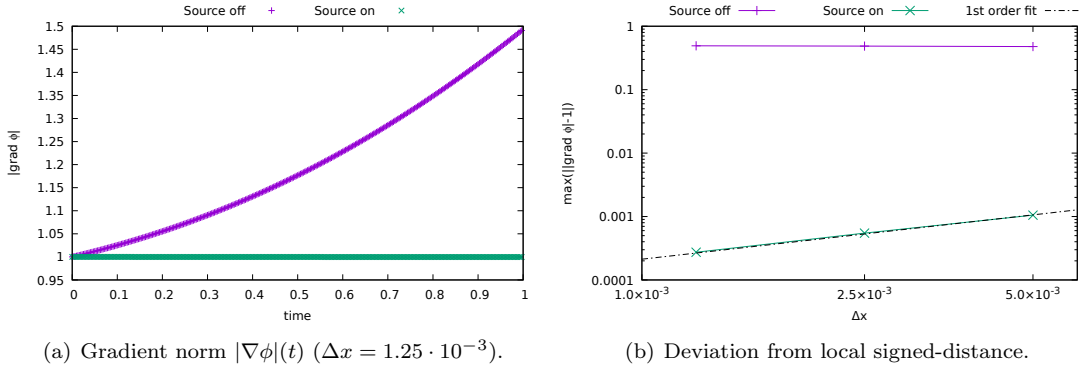 Source off
Source on
1.5
1.45
1.4
1.35
1.3
1.25
1.2
1.15
1.1
1.05
1
0.95
|grad ϕ|
0 0.1 0.2 0.3 0.4 0.5 0.6 0.7 0.8 0.9 1
time
(a) Gradient norm |∇ϕ|(t) (Δx = 1.25 · 10⁻³).
Source off
Source on
1st order fit
1
0.1
0.01
0.001
0.0001
max(||grad ϕ|-1|)
1.0×10⁻³ 2.5×10⁻³ 5.0×10⁻³
Δx
(b) Deviation from local signed-distance.